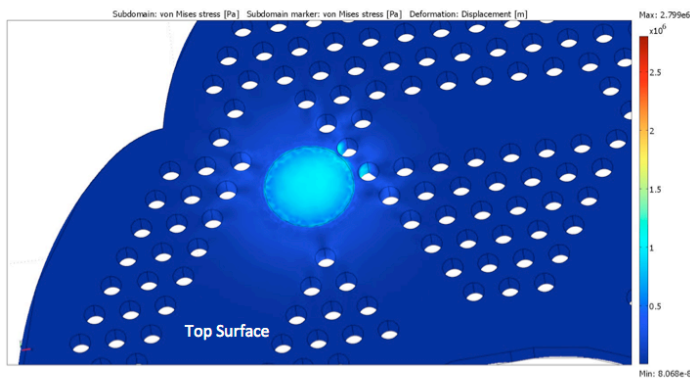 Subdomain: von Mises stress [Pa] Subdomain marker: von Mises stress [Pa] Deformation: Displacement [m]
Max: 2.799e6
x10⁶
2.5
2
1.5
1
0.5
Top Surface
Min: 8.068e-8